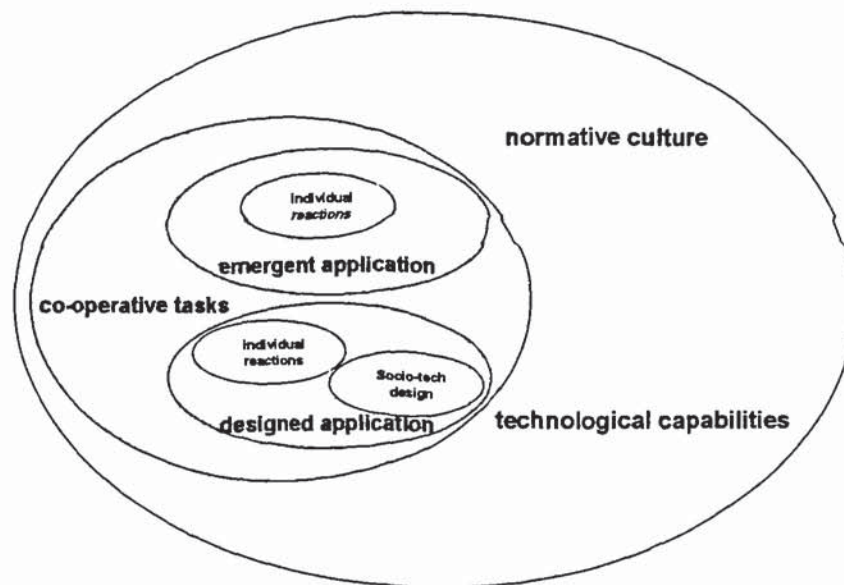 normative culture
Individual
reactions
emergent application
co-operative tasks
Individual
reactions
Socio-tech
design
designed application
technological capabilities